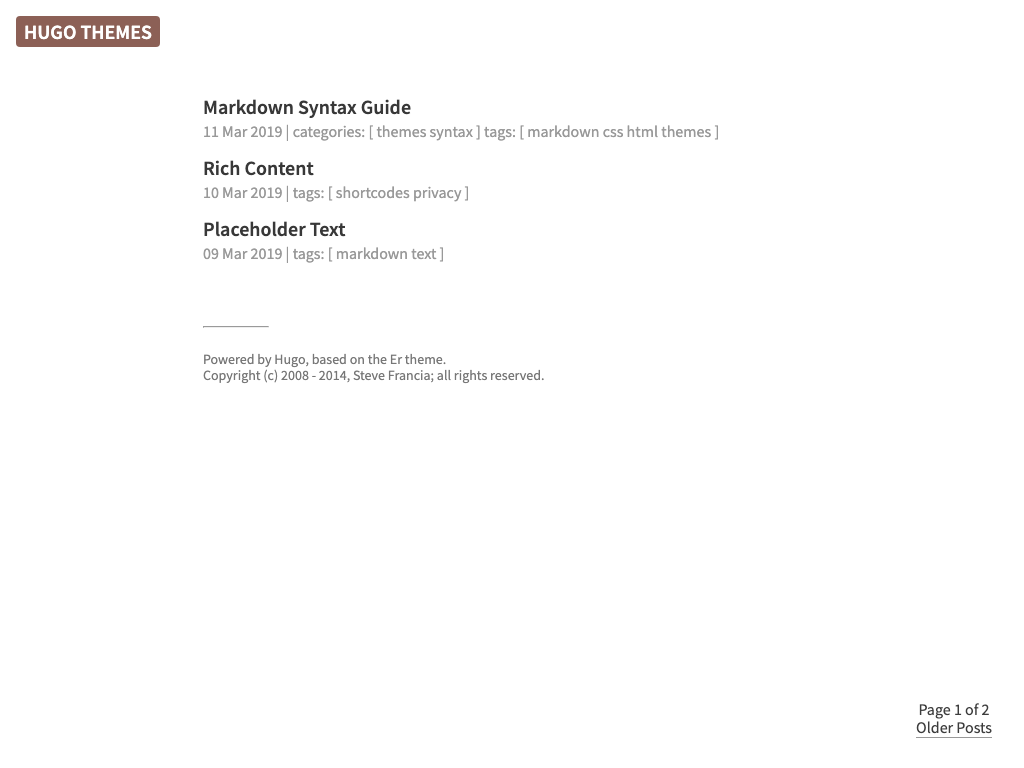 HUGO THEMES
Markdown Syntax Guide
11 Mar 2019 | categories: [ themes syntax ] tags: [ markdown css html themes ]
Rich Content
10 Mar 2019 | tags: [ shortcodes privacy ]
Placeholder Text
09 Mar 2019 | tags: [ markdown text ]
Powered by Hugo, based on the Er theme.
Copyright (c) 2008 - 2014, Steve Francia; all rights reserved.
Page 1 of 2
Older Posts